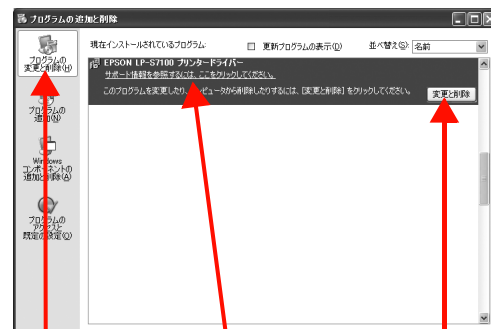 プログラムの追加と削除
プログラムの
変更と削除(H)
現在インストールされているプログラム:
更新プログラムの表示(D)
並べ替え(S):
名前
EPSON LP-S7100 プリンタードライバー
サポート情報を参照するには、ここをクリックしてください。
このプログラムを変更したり、コンピュータから削除したりするには、[変更と削除] をクリックしてください。
変更と削除
プログラムの
追加(N)
Windows
コンポーネントの
追加と削除(A)
プログラムの
アクセスと
既定の設定(O)